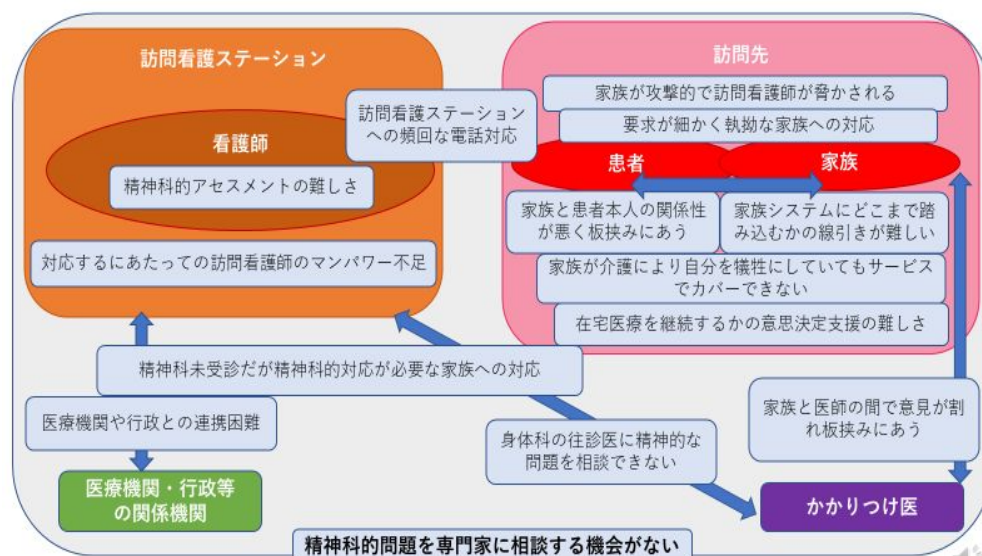 訪問看護ステーション
訪問先
家族が攻撃的で訪問看護師が脅かされる
訪問看護ステーション
への頻回な電話対応
要求が細かく執拗な家族への対応
看護師
患者
家族
精神科的アセスメントの難しさ
家族と患者本人の関係性
が悪く板挟みにあう
家族システムにどこまで踏
み込むかの線引きが難しい
対応するにあたっての訪問看護師のマンパワー不足
家族が介護により自分を犠牲にしていてもサービス
でカバーできない
在宅医療を継続するかの意思決定支援の難しさ
精神科未受診だが精神科的対応が必要な家族への対応
医療機関や行政との連携困難
家族と医師の間で意見が割
れ板挟みにあう
身体科の往診医に精神的な
問題を相談できない
医療機関・行政等
の関係機関
かかりつけ医
精神科的問題を専門家に相談する機会がない